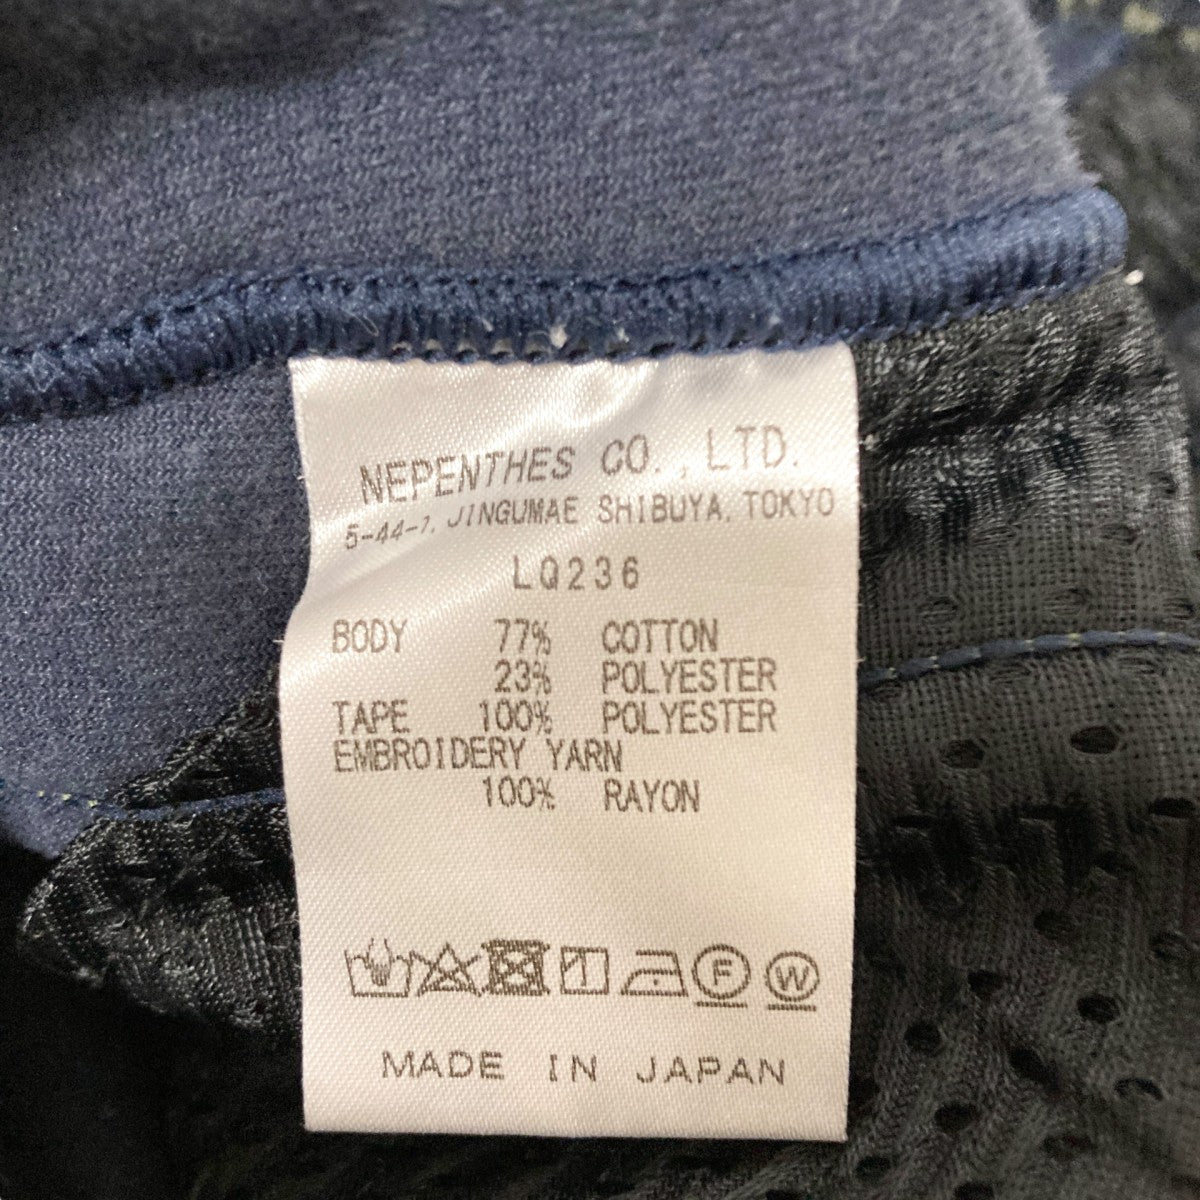 NEPENTHES CO., LTD.
5-44-7, JINGUMAE SHIBUYA, TOKYO
LQ236
BODY 77% COTTON
23% POLYESTER
TAPE 100% POLYESTER
EMBROIDERY YARN
100% RAYON
F W
MADE IN JAPAN